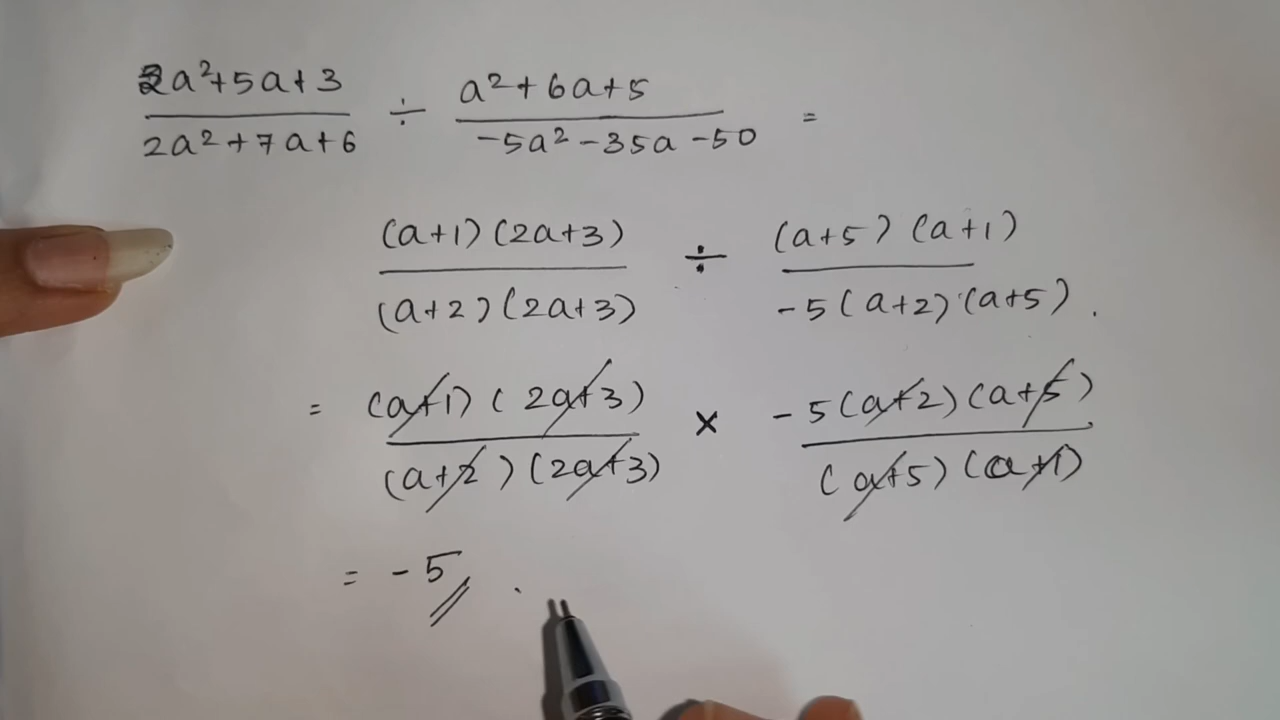 2a²+5a+3 / 2a²+7a+6 ÷ a²+6a+5 / -5a²-35a-50 =
(a+1)(2a+3) / (a+2)(2a+3) ÷ (a+5)(a+1) / -5(a+2)(a+5).
= (a+1)(2a+3) / (a+2)(2a+3) × -5(a+2)(a+5) / (a+5)(a+1)
= -5 .